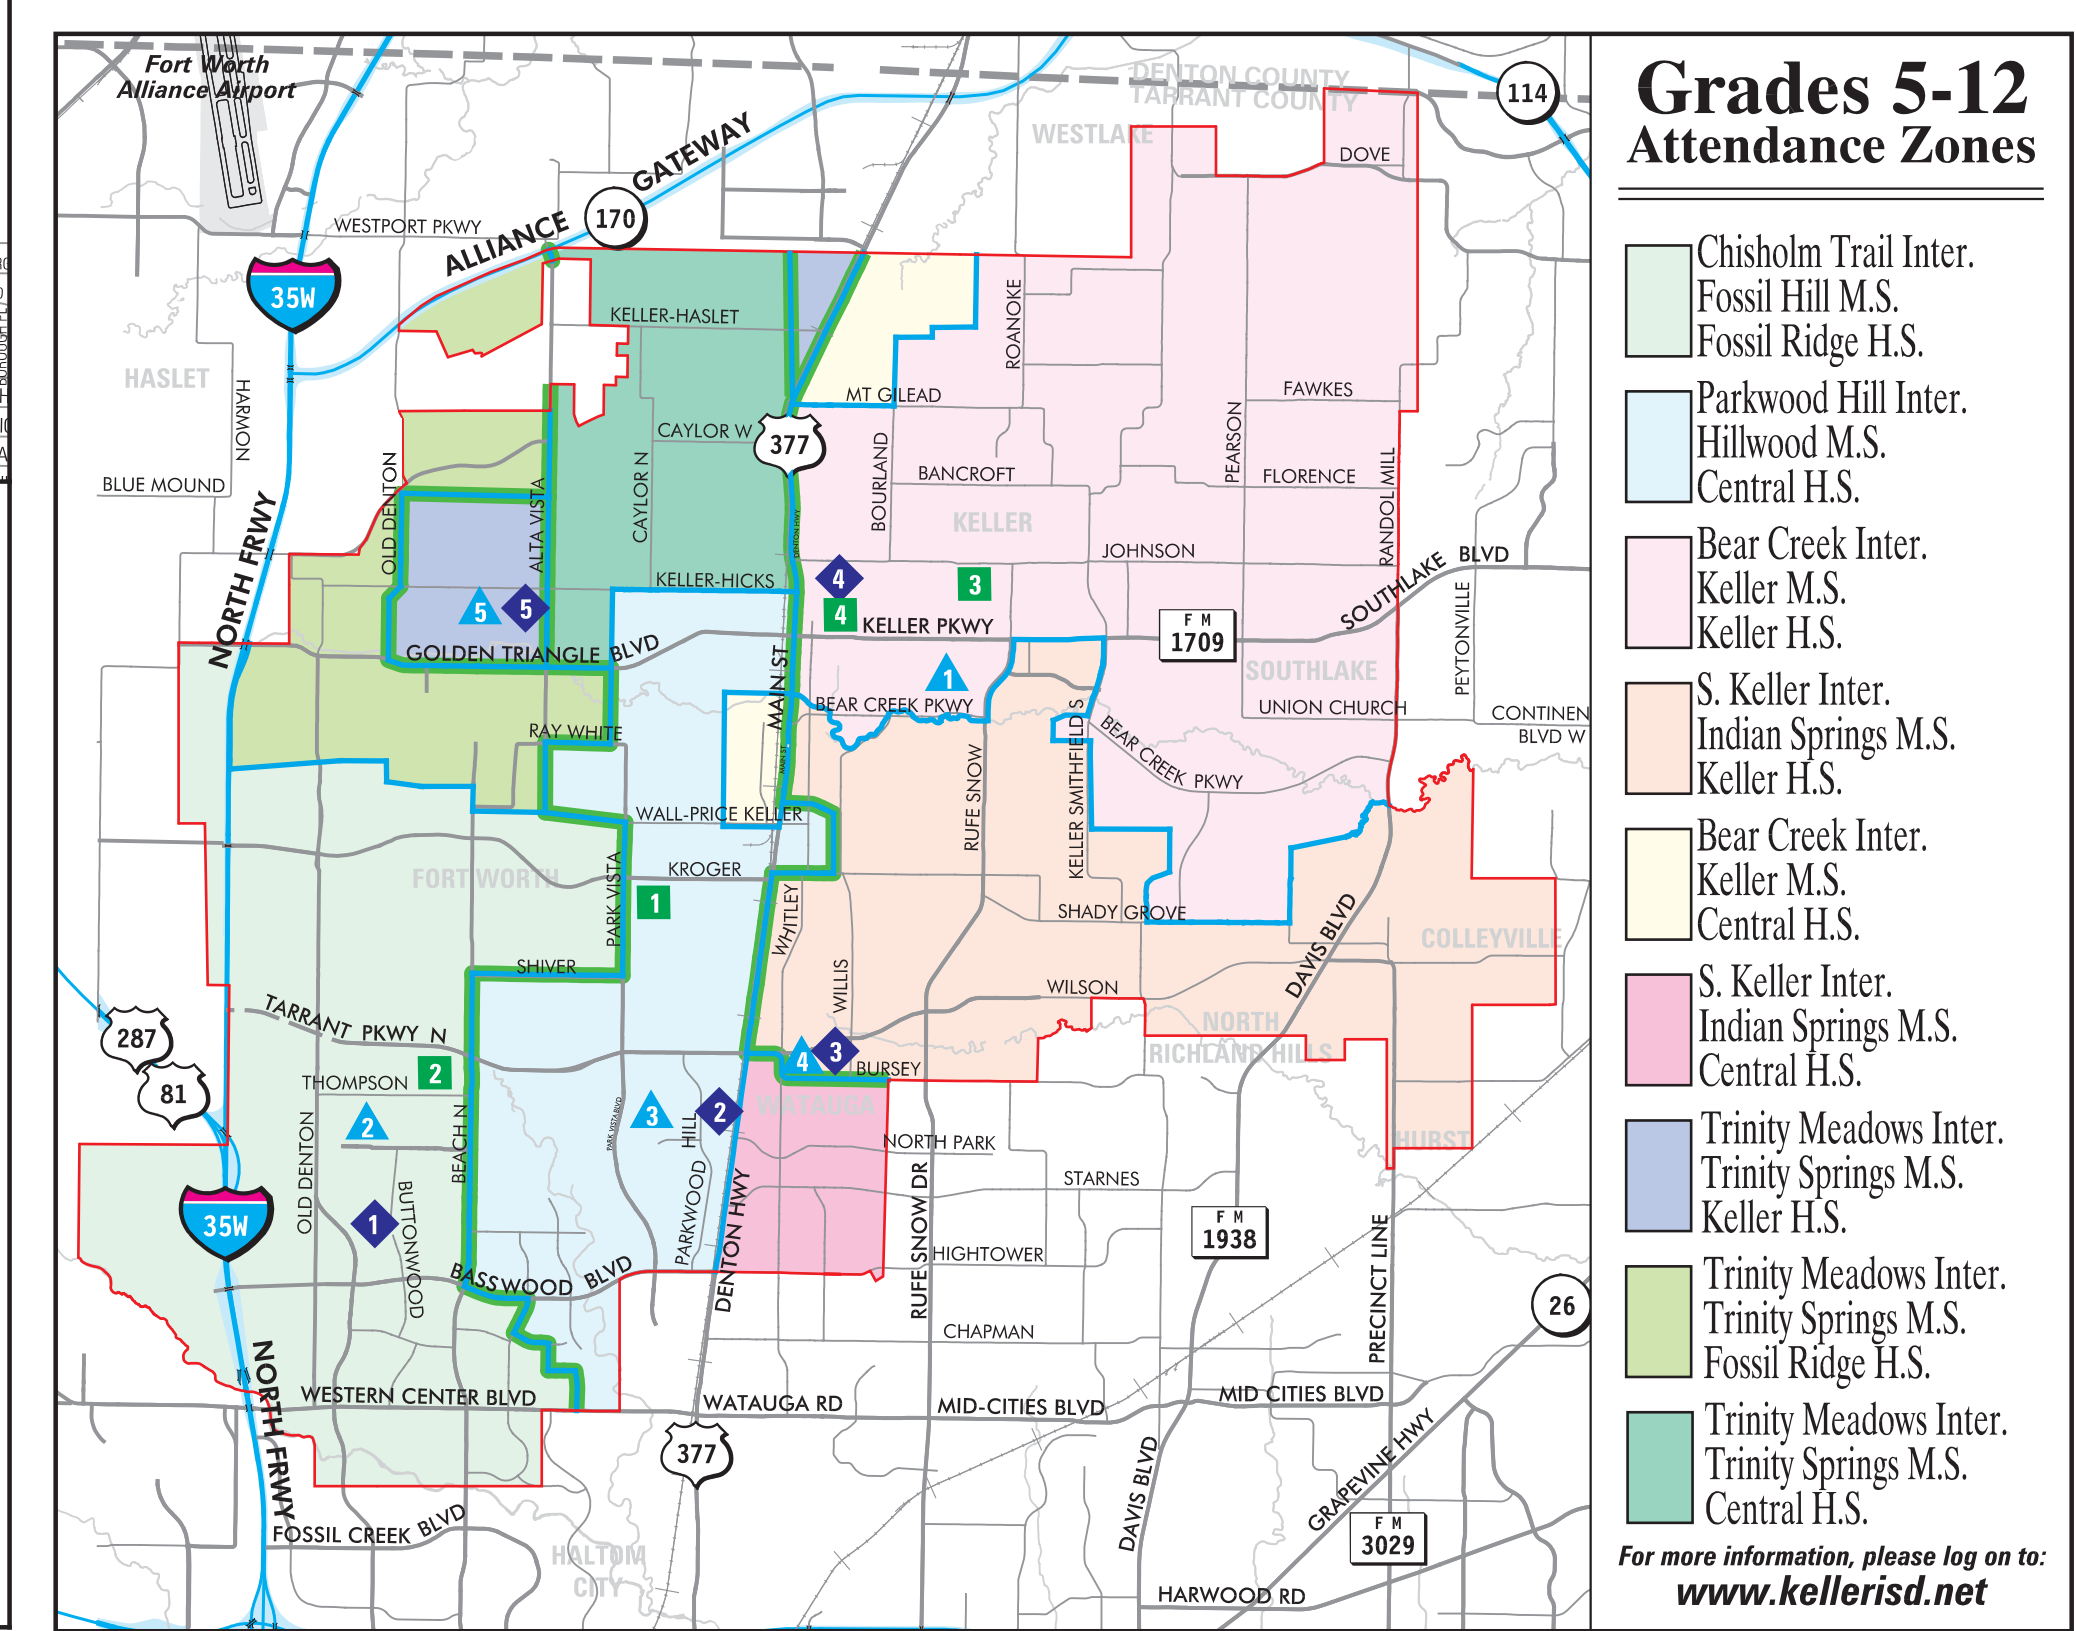 Grades 5-12
Attendance Zones
Chisholm Trail Inter.
Fossil Hill M.S.
Fossil Ridge H.S.
Parkwood Hill Inter.
Hillwood M.S.
Central H.S.
Bear Creek Inter.
Keller M.S.
Keller H.S.
S. Keller Inter.
Indian Springs M.S.
Keller H.S.
Bear Creek Inter.
Keller M.S.
Central H.S.
S. Keller Inter.
Indian Springs M.S.
Central H.S.
Trinity Meadows Inter.
Trinity Springs M.S.
Keller H.S.
Trinity Meadows Inter.
Trinity Springs M.S.
Fossil Ridge H.S.
Trinity Meadows Inter.
Trinity Springs M.S.
Central H.S.
For more information, please log on to:
www.kellerisd.net
Fort Worth
Alliance Airport
DENTON COUNTY
TARRANT COUNTY
114
WESTLAKE
DOVE
ALLIANCE
170
GATEWAY
WESTPORT PKWY
35W
KELLER-HASLET
ROANOKE
HASLET
HARMON
MT GILEAD
FAWKES
CAYLOR W
377
BOURLAND
PEARSON
BLUE MOUND
OLD DENTON
ALTA VISTA
CAYLOR N
BANCROFT
FLORENCE
RANDOL MILL
KELLER
DENTON HWY
NORTH FRWY
JOHNSON
SOUTHLAKE
BLVD
KELLER-HICKS
4
3
5
5
4
KELLER PKWY
FM
1709
PEYTONVILLE
GOLDEN TRIANGLE
BLVD
MAIN ST
1
SOUTHLAKE
BEAR CREEK PKWY
UNION CHURCH
CONTINEN
BLVD W
RAY WHITE
MAIN ST
RUFE SNOW
KELLER SMITHFIELD S
BEAR CREEK PKWY
WALL-PRICE KELLER
FORT WORTH
PARK VISTA
KROGER
1
WHITLEY
SHADY GROVE
DAVIS BLVD
COLLEYVILLE
SHIVER
WILLIS
WILSON
287
TARRANT PKWY N
NORTH
RICHLAND HILLS
81
THOMPSON
2
4
3
BURSEY
WATAUGA
2
3
2
PARK VISTA BLVD
OLD DENTON
BEACH N
HILL
PARKWOOD
NORTH PARK
HURST
STARNES
35W
1
BUTTONWOOD
DENTON HWY
RUFE SNOW DR
FM
1938
PRECINCT LINE
HIGHTOWER
BASSWOOD
BLVD
26
CHAPMAN
NORTH FRWY
WESTERN CENTER BLVD
WATAUGA RD
MID-CITIES BLVD
MID CITIES BLVD
377
DAVIS BLVD
GRAPEVINE HWY
FOSSIL CREEK
BLVD
HALTOM
CITY
FM
3029
HARWOOD RD